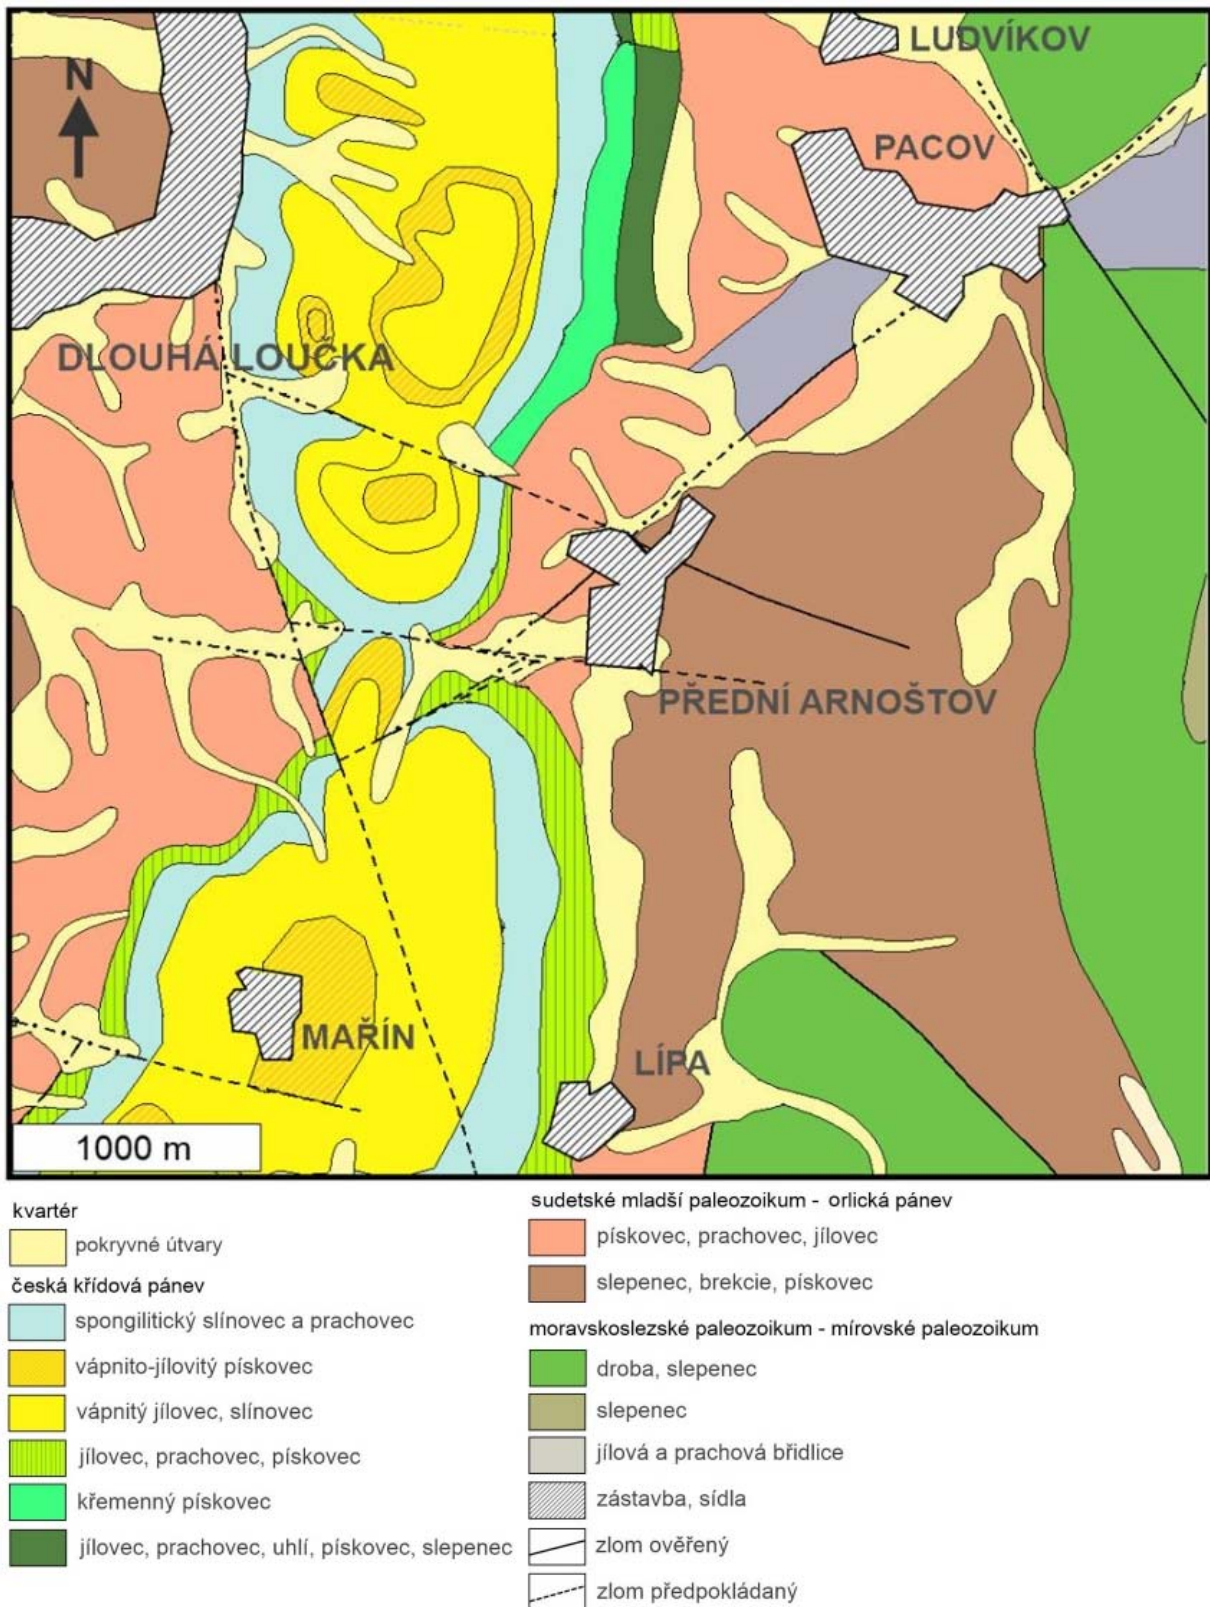 LUDVÍKOV
N
PACOV
DLOUHÁ LOUČKA
PŘEDNÍ ARNOŠTOV
MAŘÍN
LÍPA
1000 m
kvartér
pokryvné útvary
česká křídová pánev
spongilitický slínovec a prachovec
vápnito-jílovitý pískovec
vápnitý jílovec, slínovec
jílovec, prachovec, pískovec
křemenný pískovec
jílovec, prachovec, uhlí, pískovec, slepenec
sudetské mladší paleozoikum - orlická pánev
pískovec, prachovec, jílovec
slepenec, brekcie, pískovec
moravskoslezské paleozoikum - mírovské paleozoikum
droba, slepenec
slepenec
jílová a prachová břidlice
zástavba, sídla
zlom ověřený
zlom předpokládaný